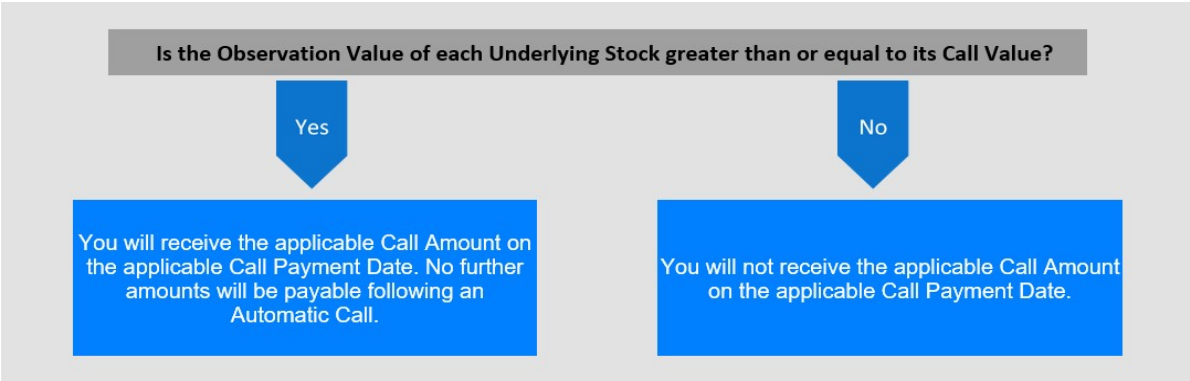 Is the Observation Value of each Underlying Stock greater than or equal to its Call Value?
Yes
No
You will receive the applicable Call Amount on
the applicable Call Payment Date. No further
amounts will be payable following an
Automatic Call.
You will not receive the applicable Call Amount
on the applicable Call Payment Date.